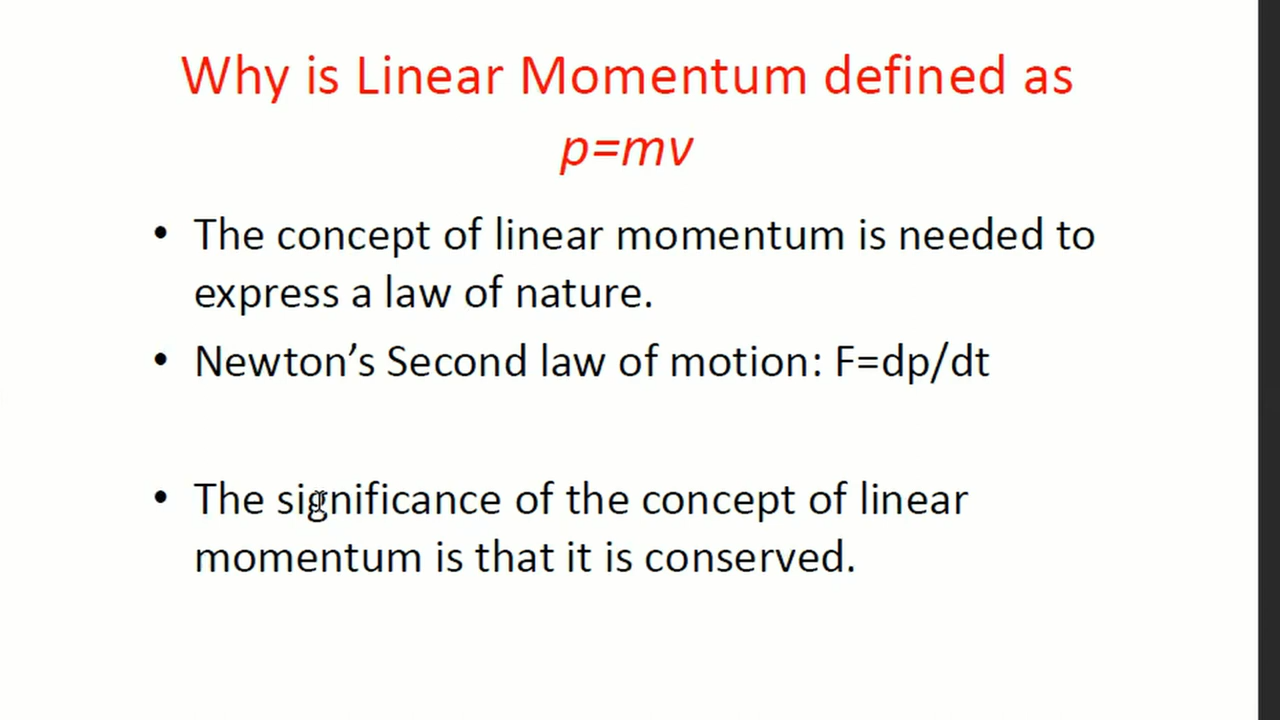 Why is Linear Momentum defined as
p=mv
• The concept of linear momentum is needed to
express a law of nature.
• Newton’s Second law of motion: F=dp/dt
• The significance of the concept of linear
momentum is that it is conserved.